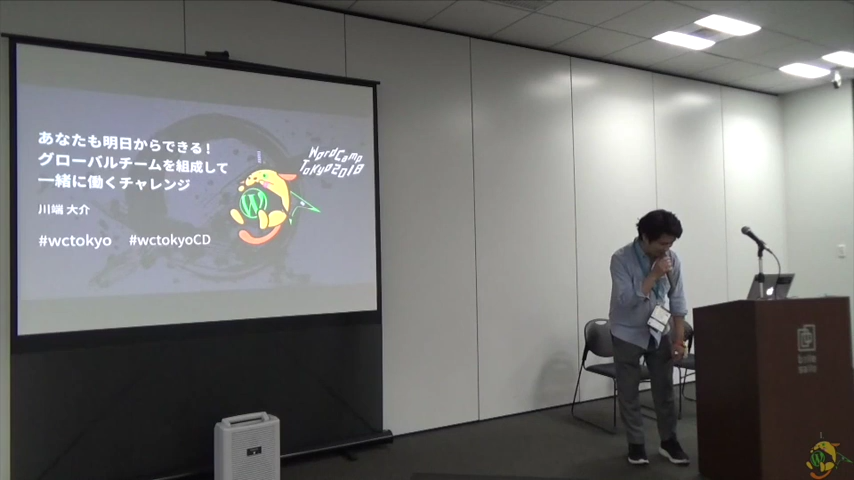 あなたも明日からできる！
グローバルチームを組成して
一緒に働くチャレンジ
川端 大介
#wctokyo #wctokyoCD
WordCamp
Tokyo2018